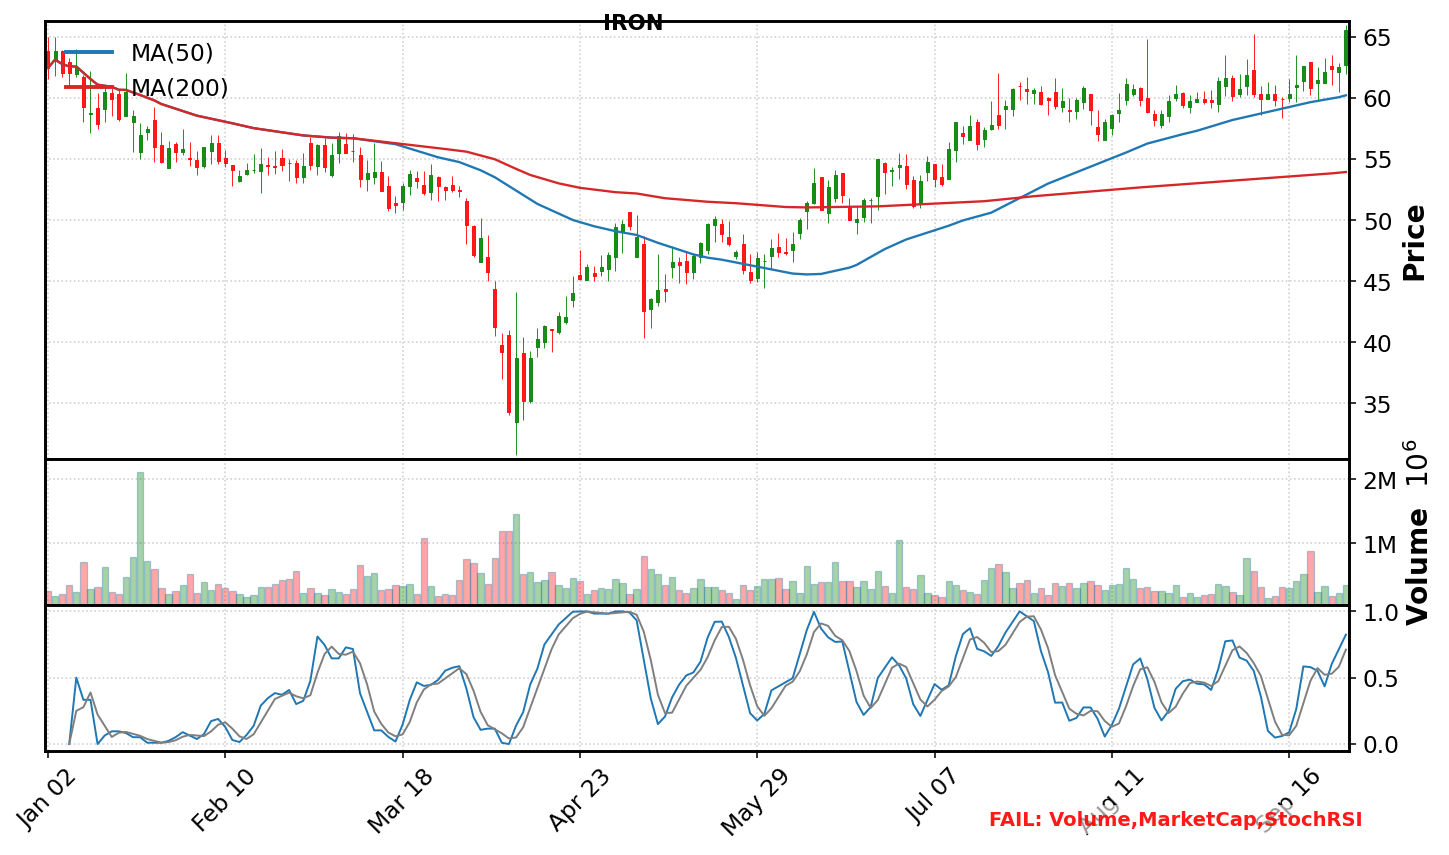 IRON
MA(50)
MA(200)
65
60
55
50
45
40
35
Price
2M
1M
Volume 10^6
1.0
0.5
0.0
Jan 02
Feb 10
Mar 18
Apr 23
May 29
Jul 07
Aug 11
Sep 16
FAIL: Volume,MarketCap,StochRSI